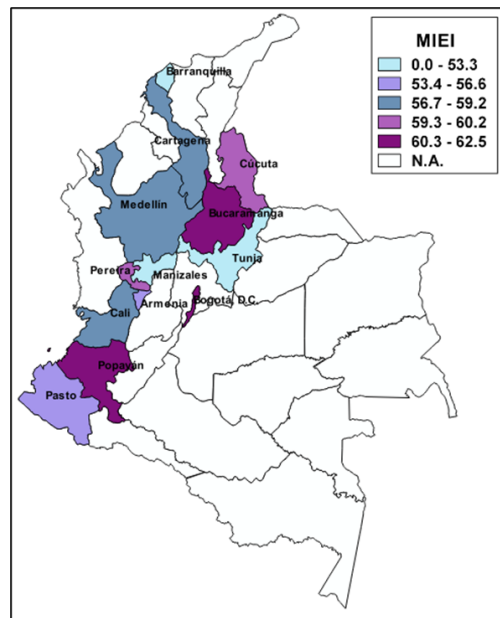 MIEI
0.0 - 53.3
53.4 - 56.6
56.7 - 59.2
59.3 - 60.2
60.3 - 62.5
N.A.
Barranquilla
Cartagena
Cúcuta
Medellín
Bucaramanga
Tunja
Pereira
Manizales
Armenia
Bogotá, D.C.
Cali
Popayán
Pasto